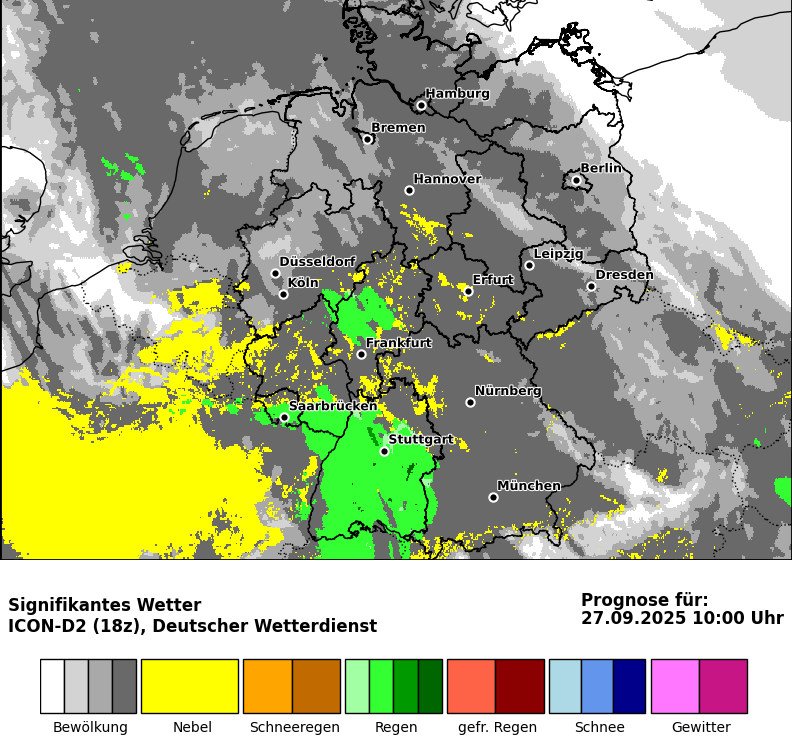 Hamburg
Bremen
Berlin
Hannover
Leipzig
Düsseldorf
Dresden
Köln
Erfurt
Frankfurt
Nürnberg
Saarbrücken
Stuttgart
München
Signifikantes Wetter
ICON-D2 (18z), Deutscher Wetterdienst
Prognose für:
27.09.2025 10:00 Uhr
Bewölkung Nebel Schneeregen Regen gefr. Regen Schnee Gewitter